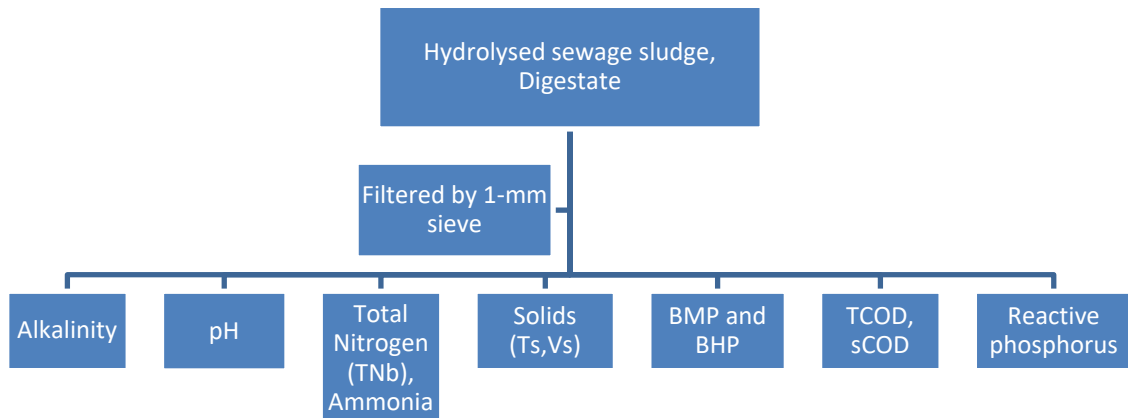 Hydrolysed sewage sludge,
Digestate
Filtered by 1-mm
sieve
Alkalinity
pH
Total
Nitrogen
(TNb),
Ammonia
Solids
(Ts,Vs)
BMP and
BHP
TCOD,
sCOD
Reactive
phosphorus